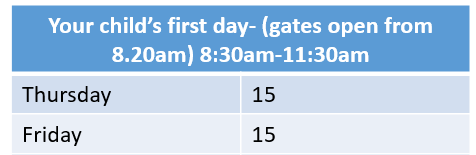 Your child’s first day- (gates open from
8.20am) 8:30am-11:30am
Thursday 15
Friday 15